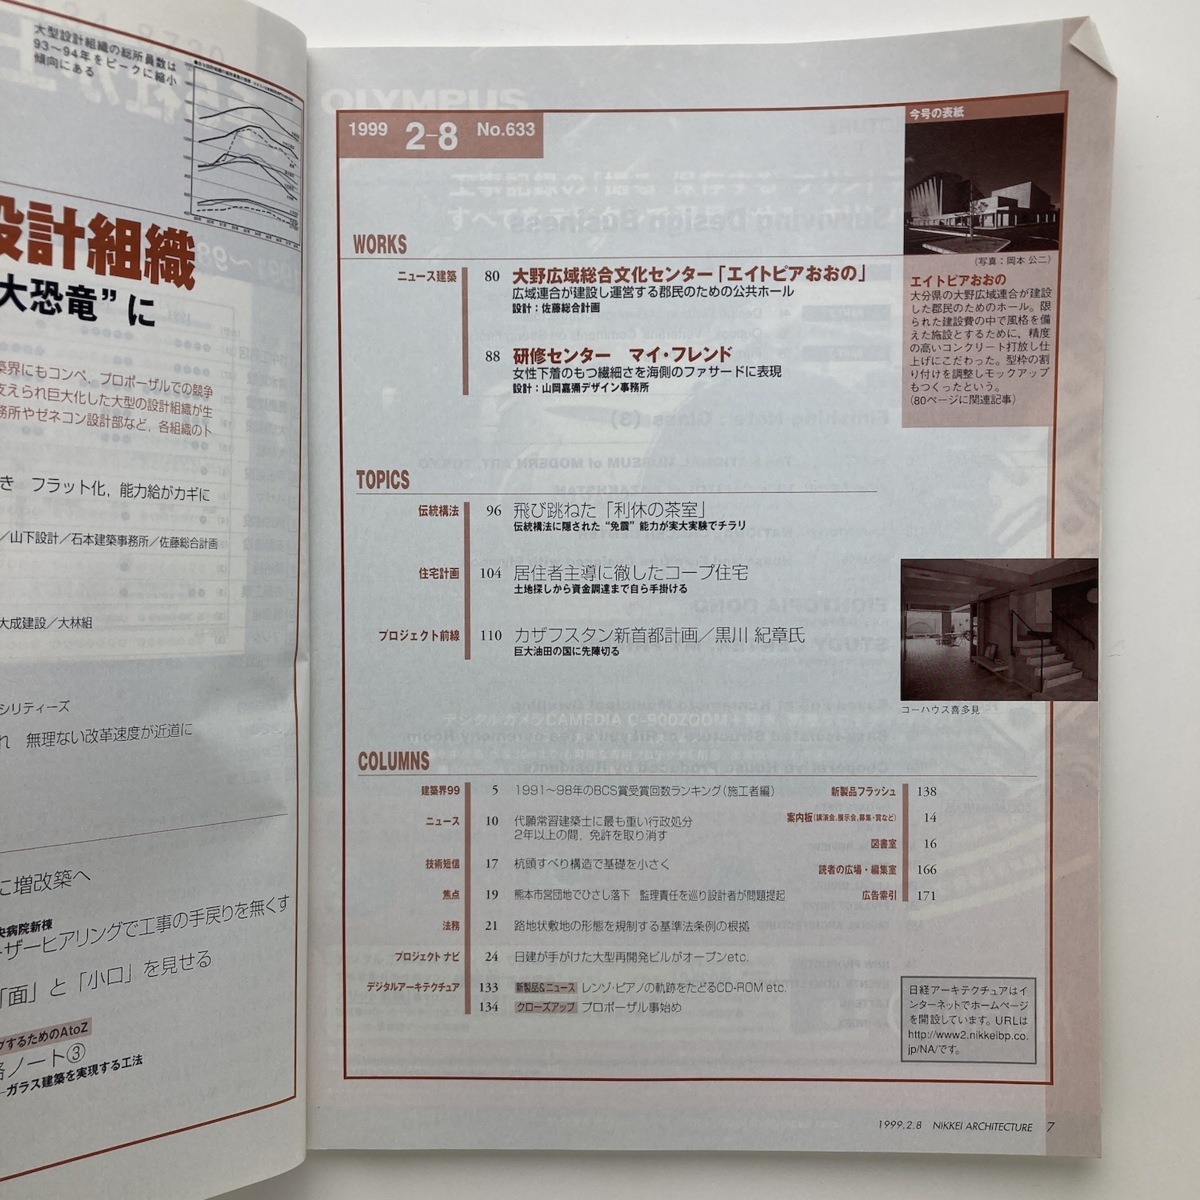 大型設計組織の総所員数は
93〜94年をピークに縮小
傾向にある
設計組織
大恐竜”に
築界にもコンペ、プロポーザルでの競争
支えられ巨大化した大型の設計組織が生
務所やゼネコン設計部など、各組織のト
き　フラット化，能力給がカギに
／山下設計／石本建築事務所／佐藤総合計画
大成建設／大林組
シリティーズ
れ　無理ない改革速度が近道に
に増改築へ
央病院新棟
ーザーヒアリングで工事の手戻りを無くす
「面」と「小口」を見せる
グするためのAtoZ
略ノート③
—ガラス建築を実現する工法
OLYMPUS
1999 2–8 No.633
WORKS
ニュース建築 80 大野広域総合文化センター「エイトピアおおの」
広域連合が建設し運営する郡民のための公共ホール
設計：佐藤総合計画
88 研修センター　マイ・フレンド
女性下着のもつ繊細さを海側のファサードに表現
設計：山岡嘉彌デザイン事務所
今号の表紙
（写真：岡本 公二）
エイトピアおおの
大分県の大野広域連合が建設
した郡民のためのホール。限
られた建設費の中で風格を備
えた施設とするために、精度
の高いコンクリート打放し仕
上げにこだわった。型枠の割
り付けを調整しモックアップ
もつくったという。
（80ページに関連記事）
TOPICS
伝統構法 96 飛び跳ねた「利休の茶室」
伝統構法に隠された“免震”能力が実大実験でチラリ
住宅計画 104 居住者主導に徹したコープ住宅
土地探しから資金調達まで自ら手掛ける
プロジェクト前線 110 カザフスタン新首都計画／黒川 紀章氏
巨大油田の国に先陣切る
コーハウス喜多見
デジタルカメラCAMEDIA C-900ZOOM
COLUMNS
建築界99 5 1991〜98年のBCS賞受賞回数ランキング（施工者編）
ニュース 10 代願常習建築士に最も重い行政処分
2年以上の間，免許を取り消す
技術短信 17 杭頭すべり構造で基礎を小さく
焦点 19 熊本市営団地でひさし落下　監理責任を巡り設計者が問題提起
法務 21 路地状敷地の形態を規制する基準法条例の根拠
プロジェクト ナビ 24 日建が手がけた大型再開発ビルがオープンetc.
デジタルアーキテクチュア 133 新製品&ニュース レンゾ・ピアノの軌跡をたどるCD-ROM etc.
134 クローズアップ プロポーザル事始め
新製品フラッシュ 138
案内板（講演会，展示会，募集・賞など） 14
図書室 16
読者の広場・編集室 166
広告索引 171
日経アーキテクチュアはイ
ンターネットでホームページ
を開設しています。URLは
http://www2.nikkeibp.co.
jp/NA/です。
1999.2.8 NIKKEI ARCHITECTURE 7